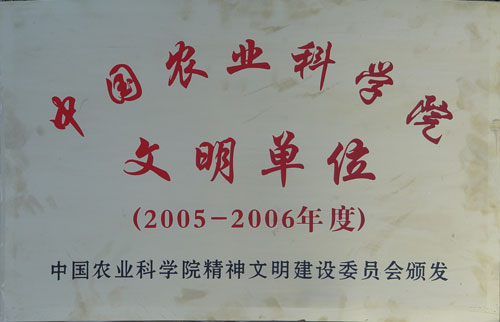 中国农业科学院
文明单位
(2005-2006年度)
中国农业科学院精神文明建设委员会颁发